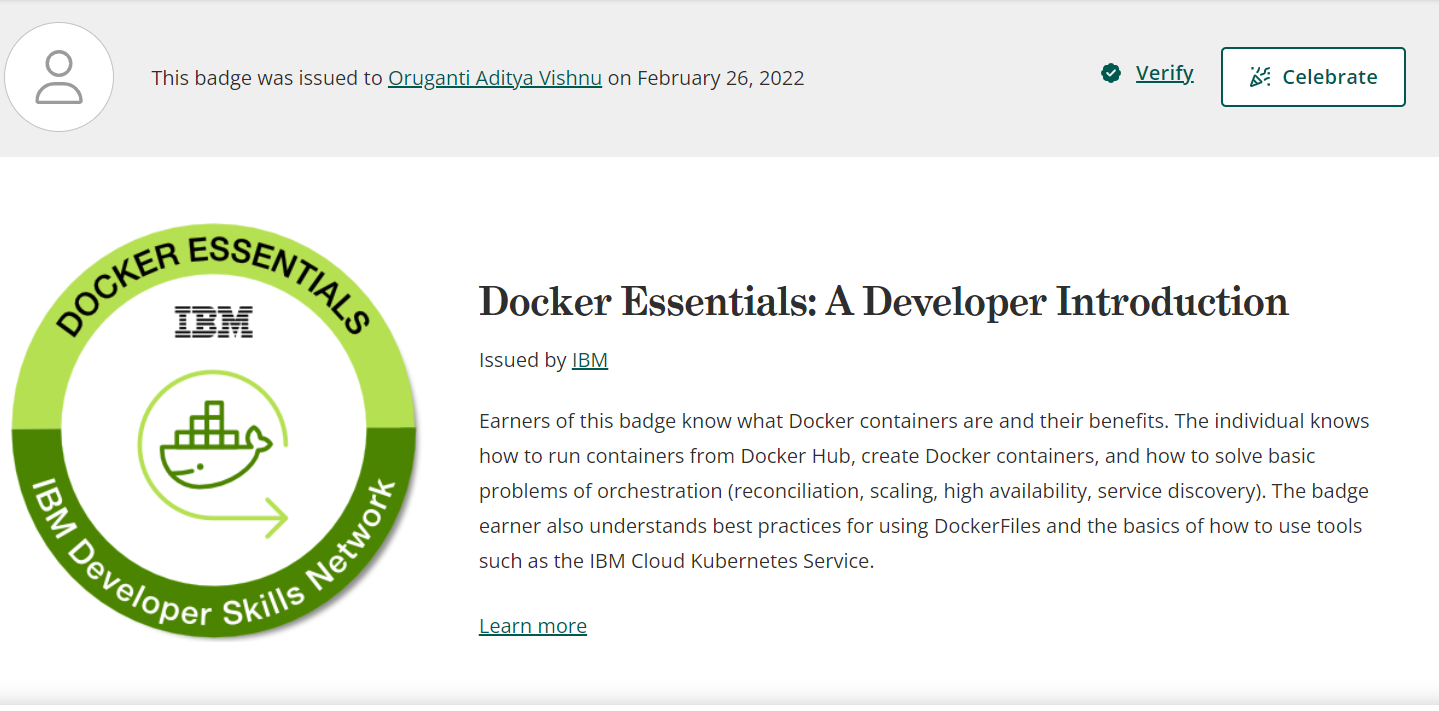 This badge was issued to Oruganti Aditya Vishnu on February 26, 2022
Verify
Celebrate
DOCKER ESSENTIALS
IBM
IBM Developer Skills Network
Docker Essentials: A Developer Introduction
Issued by IBM
Earners of this badge know what Docker containers are and their benefits. The individual knows
how to run containers from Docker Hub, create Docker containers, and how to solve basic
problems of orchestration (reconciliation, scaling, high availability, service discovery). The badge
earner also understands best practices for using DockerFiles and the basics of how to use tools
such as the IBM Cloud Kubernetes Service.
Learn more